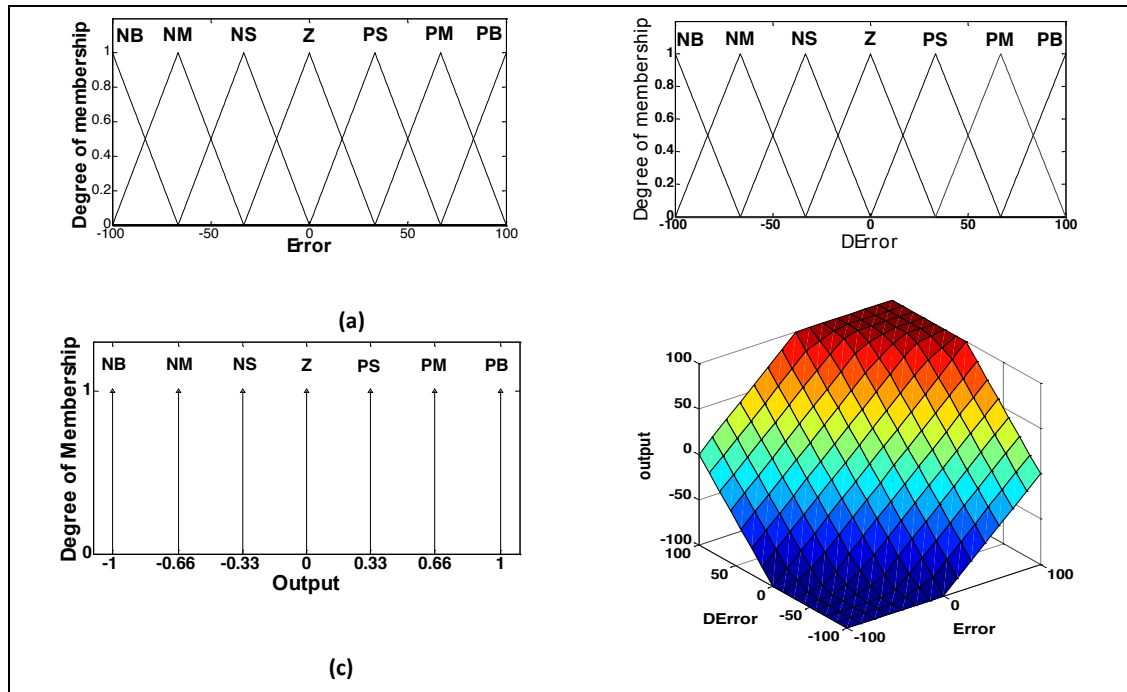 NB NM NS Z PS PM PB
Degree of membership
1
0.8
0.6
0.4
0.2
0
-100 -50 0 50 100
Error
NB NM NS Z PS PM PB
Degree of membership
1
0.8
0.6
0.4
0.2
0
-100 -50 0 50 100
DError
(a)
NB NM NS Z PS PM PB
Degree of Membership
1
0
-1 -0.66 -0.33 0 0.33 0.66 1
Output
(c)
output
100
50
0
-50
-100
100
50
0
-50
-100
DError
-100
0
100
Error